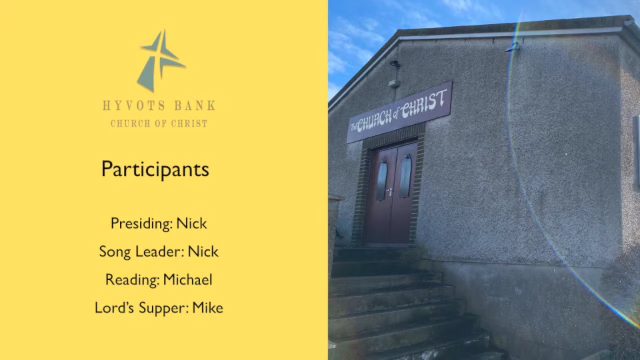 HYVOTS BANK
CHURCH OF CHRIST
Participants
Presiding: Nick
Song Leader: Nick
Reading: Michael
Lord's Supper: Mike
The CHURCH of CHRIST